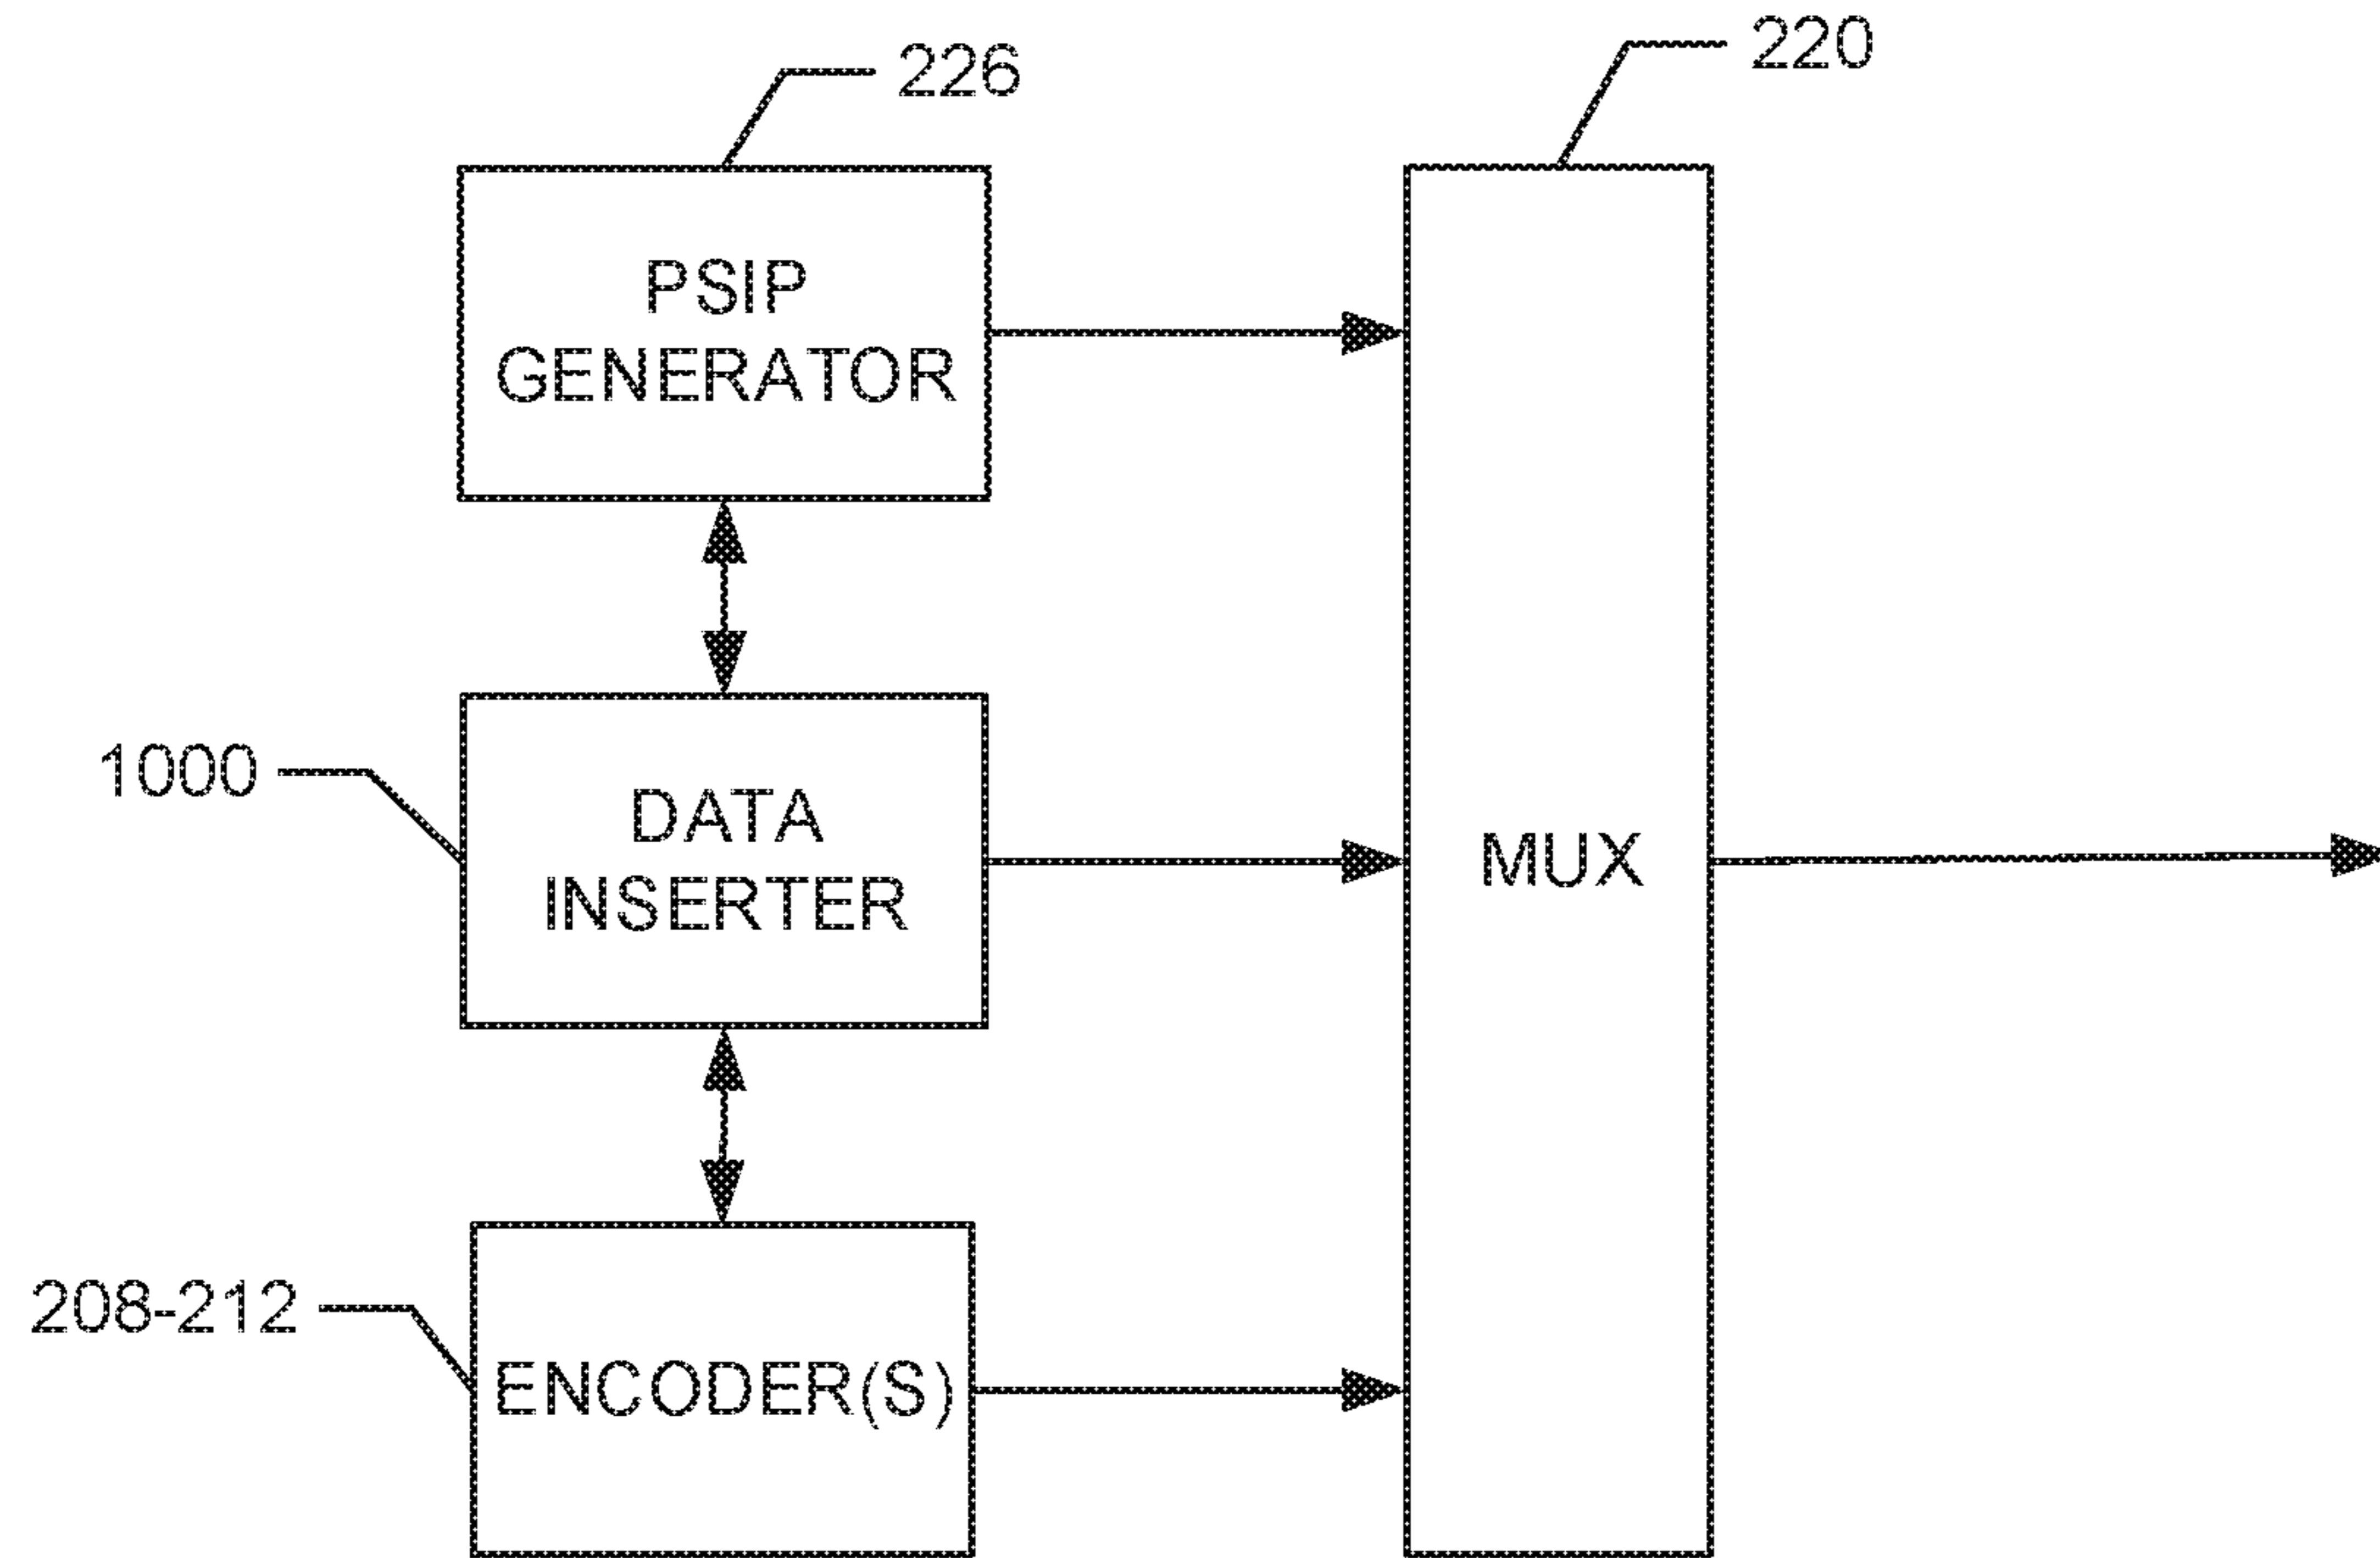 226
220
PSIP
GENERATOR
1000
DATA
INSERTER
MUX
208-212
ENCODER(S)